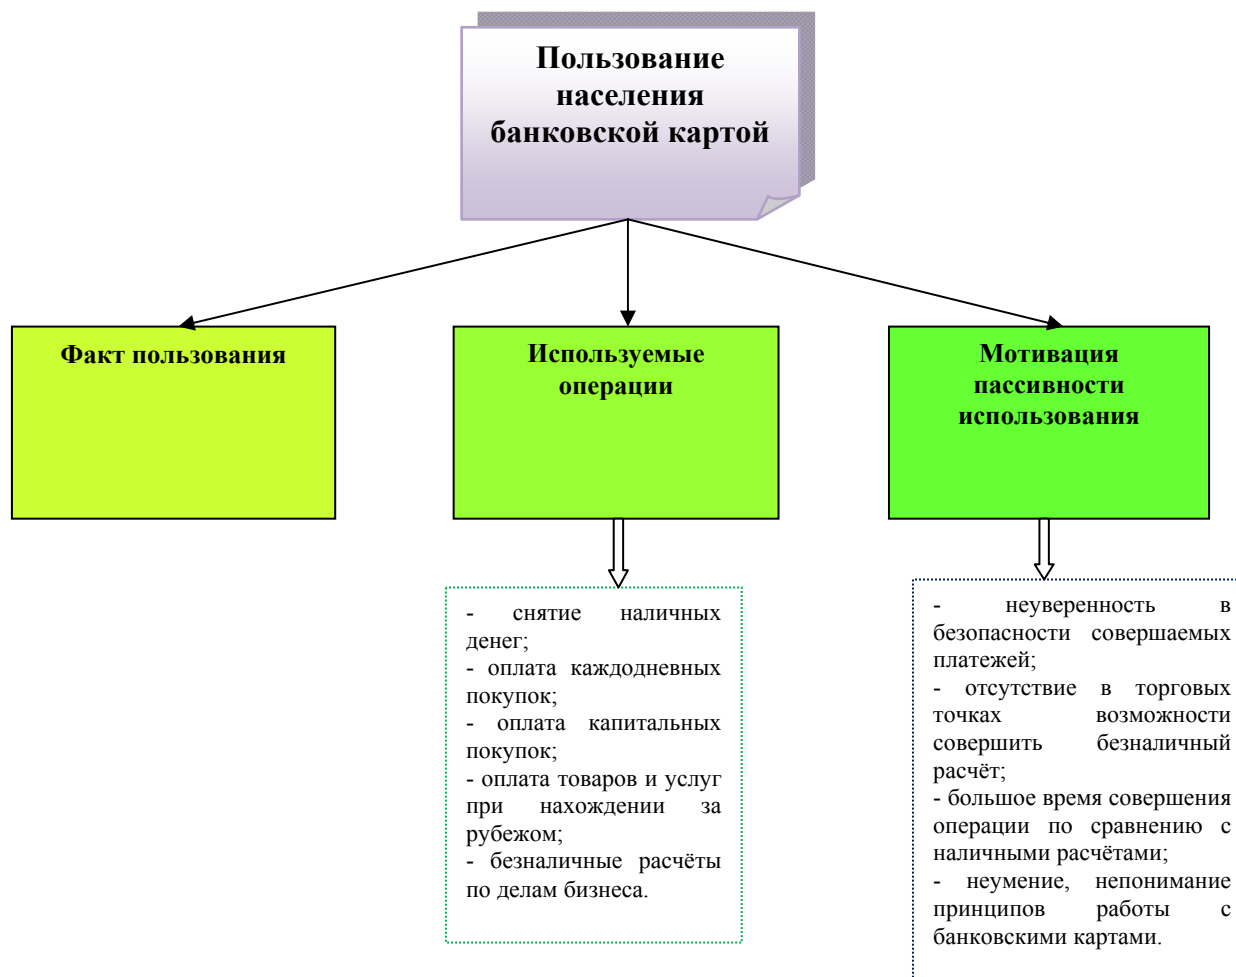 Пользование
населения
банковской картой
Факт пользования
Используемые
операции
Мотивация
пассивности
использования
- снятие наличных
денег;
- оплата каждодневных
покупок;
- оплата капитальных
покупок;
- оплата товаров и услуг
при нахождении за
рубежом;
- безналичные расчёты
по делам бизнеса.
- неуверенность в
безопасности совершаемых
платежей;
- отсутствие в торговых
точках возможности
совершить безналичный
расчёт;
- большое время совершения
операции по сравнению с
наличными расчётами;
- неумение, непонимание
принципов работы с
банковскими картами.